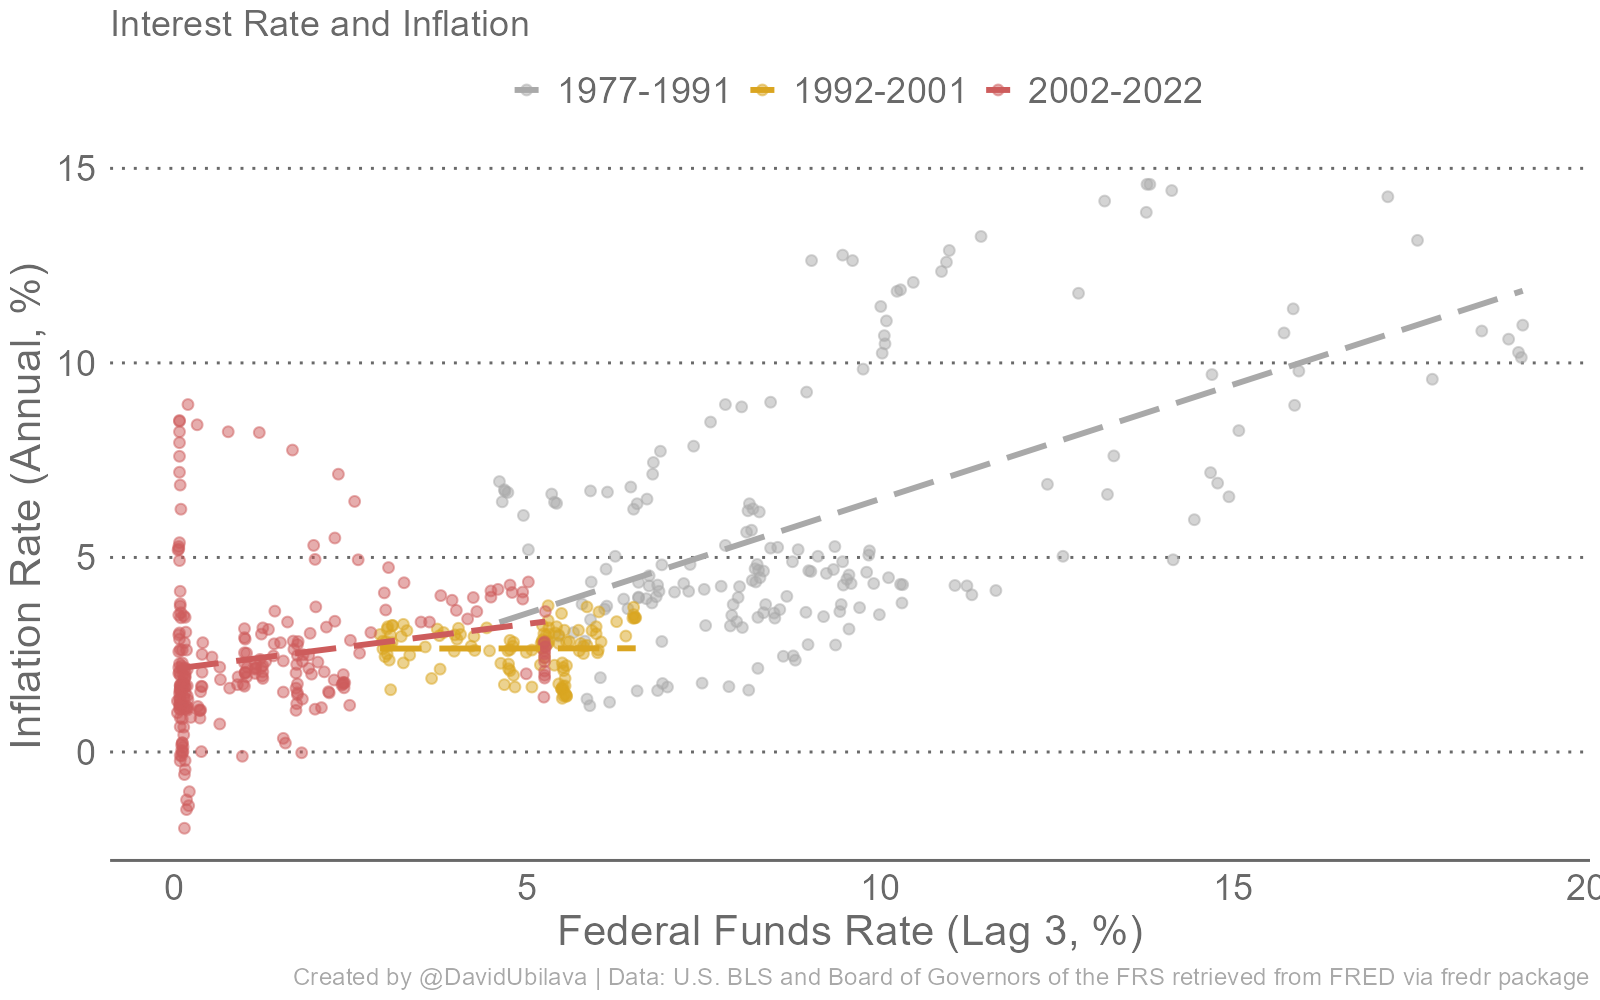 Interest Rate and Inflation
1977-1991 1992-2001 2002-2022
15
10
5
0
Inflation Rate (Annual, %)
0 5 10 15 20
Federal Funds Rate (Lag 3, %)
Created by @DavidUbilava | Data: U.S. BLS and Board of Governors of the FRS retrieved from FRED via fredr package